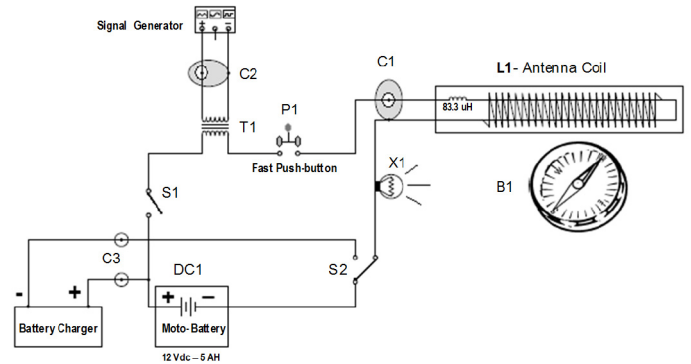 Signal Generator
+ –
C2
T1
P1
Fast Push-button
C1
L1- Antenna Coil
83.3 uH
X1
B1
S1
C3
DC1
S2
- +
+ –
Battery Charger
Moto-Battery
12 Vdc – 5 AH